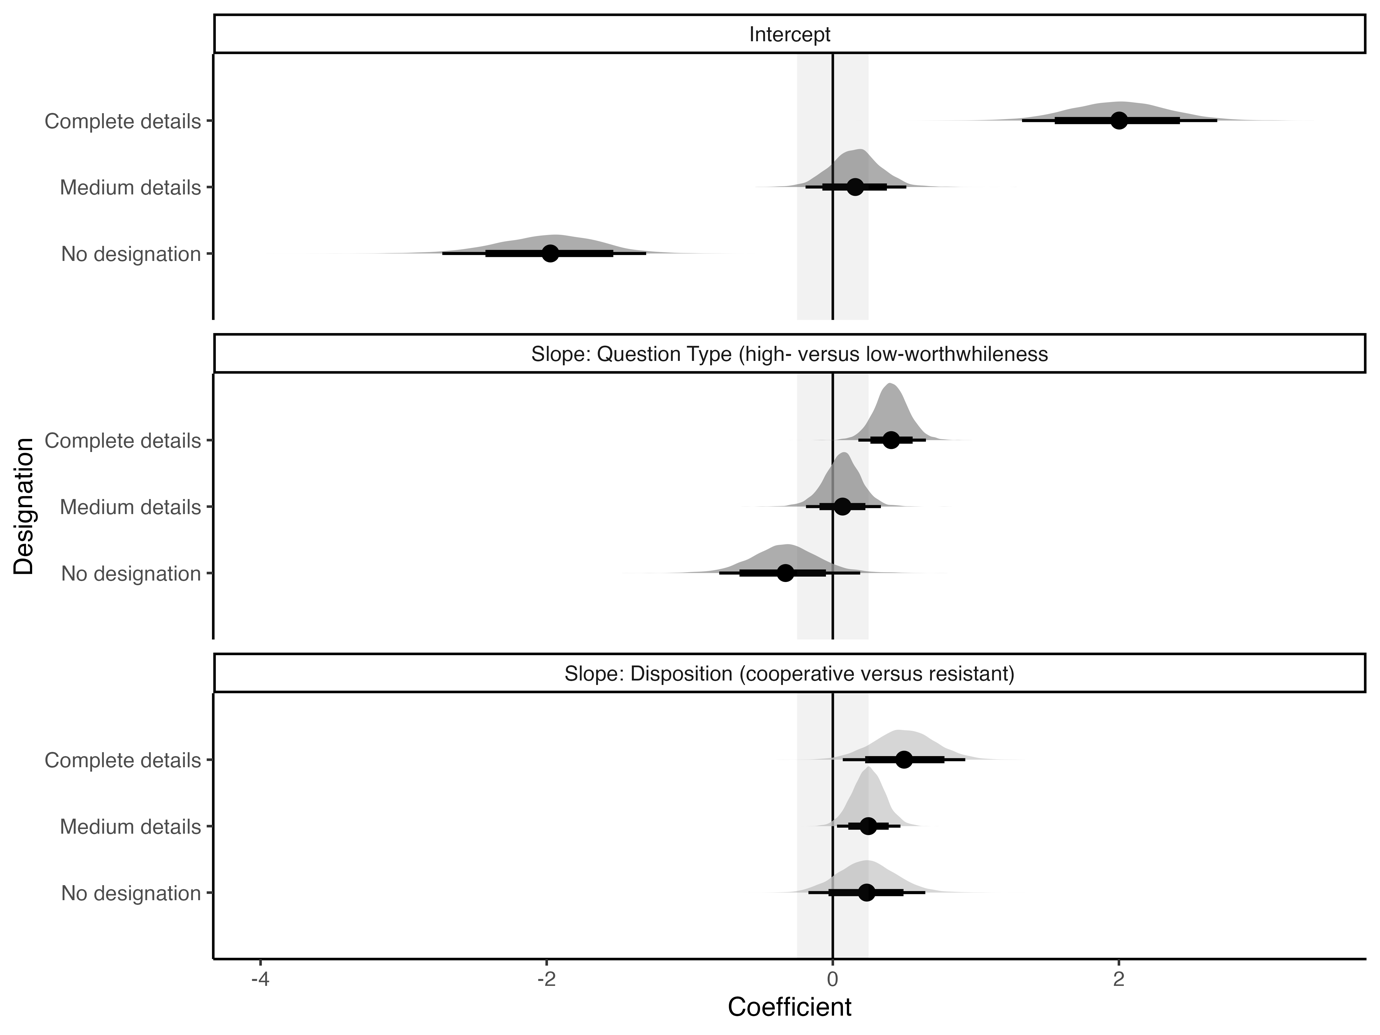 Intercept
Complete details
Medium details
No designation
Slope: Question Type (high- versus low-worthwhileness
Complete details
Medium details
No designation
Slope: Disposition (cooperative versus resistant)
Complete details
Medium details
No designation
Designation
-4 -2 0 2
Coefficient